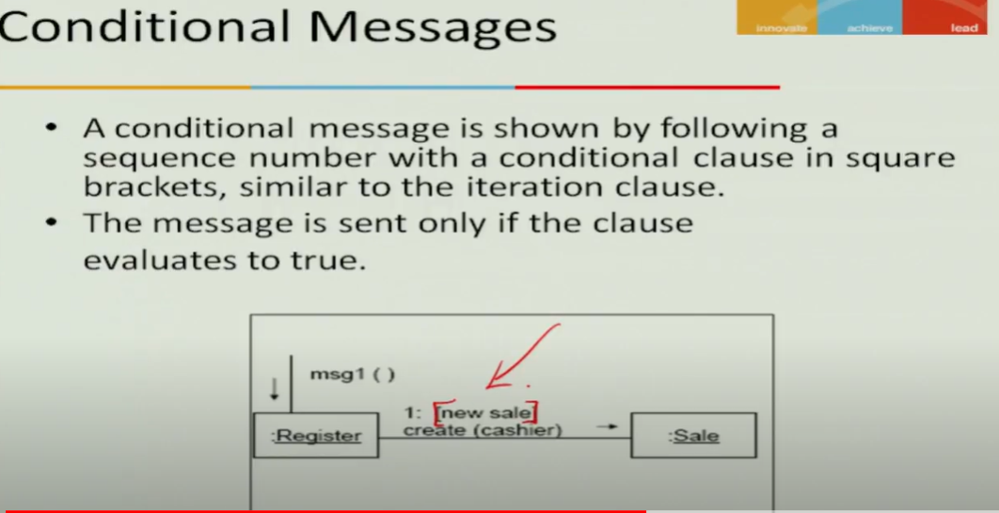 Conditional Messages
innovate achieve lead
• A conditional message is shown by following a
sequence number with a conditional clause in square
brackets, similar to the iteration clause.
• The message is sent only if the clause
evaluates to true.
msg1 ( )
1: [new sale]
create (cashier)
:Register
:Sale